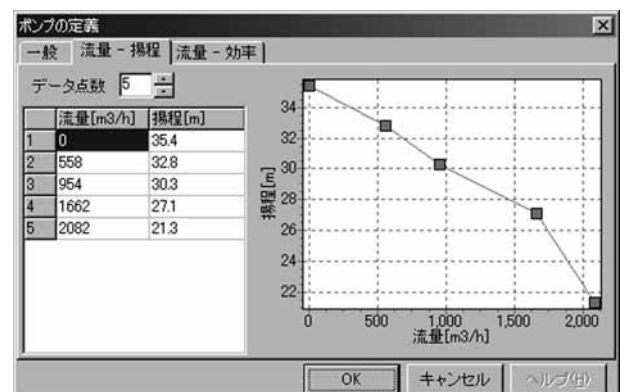 ポンプの定義
一般 流量 - 揚程 流量 - 効率
データ点数 5
流量[m3/h] 揚程[m]
1 0 35.4
2 558 32.8
3 954 30.3
4 1662 27.1
5 2082 21.3
揚程[m]
34
32
30
28
26
24
22
0 500 1,000 1,500 2,000
流量[m3/h]
OK キャンセル ヘルプ(H)